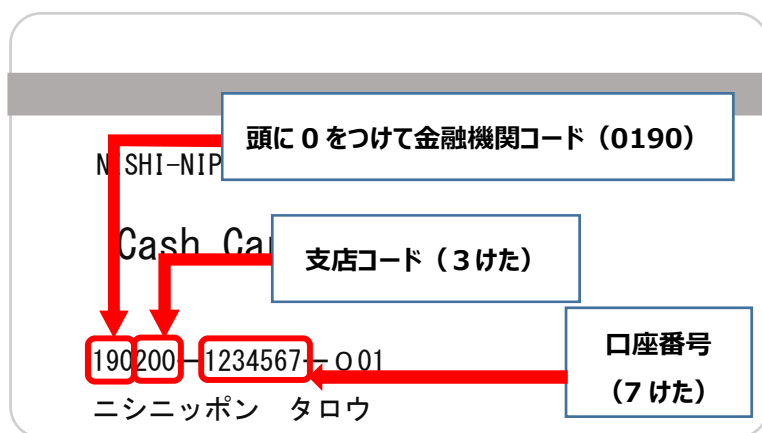 頭に0をつけて金融機関コード（0190）
NISHI-NIP
Cash Ca
支店コード（3けた）
190200-1234567-001
口座番号
（7けた）
ニシニッポン タロウ